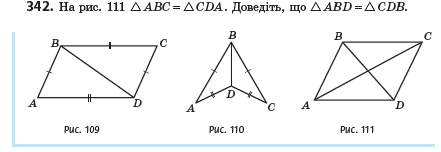 342. На рис. 111 △ABC = △CDA. Доведіть, що △ABD = △CDB.
B C B B C
A D D A C A D
Рис. 109 Рис. 110 Рис. 111